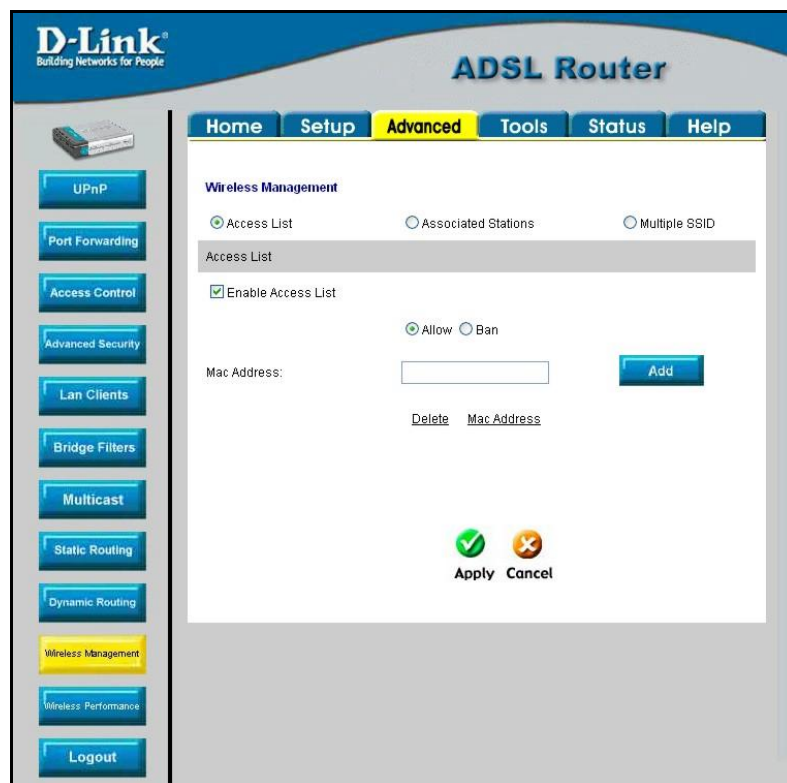 D-Link®
Building Networks for People
ADSL Router
Home Setup Advanced Tools Status Help
UPnP
Port Forwarding
Access Control
Advanced Security
Lan Clients
Bridge Filters
Multicast
Static Routing
Dynamic Routing
Wireless Management
Wireless Performance
Logout
Wireless Management
Access List Associated Stations Multiple SSID
Access List
Enable Access List
Allow Ban
Mac Address: Add
Delete Mac Address
Apply Cancel